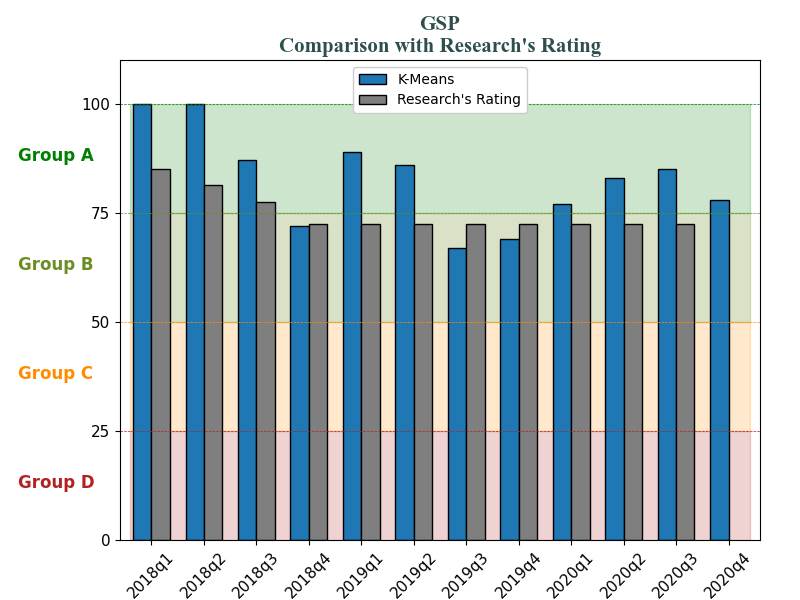 GSP
Comparison with Research's Rating
K-Means
Research's Rating
100
Group A
75
Group B
50
Group C
25
Group D
0
2018q1
2018q2
2018q3
2018q4
2019q1
2019q2
2019q3
2019q4
2020q1
2020q2
2020q3
2020q4